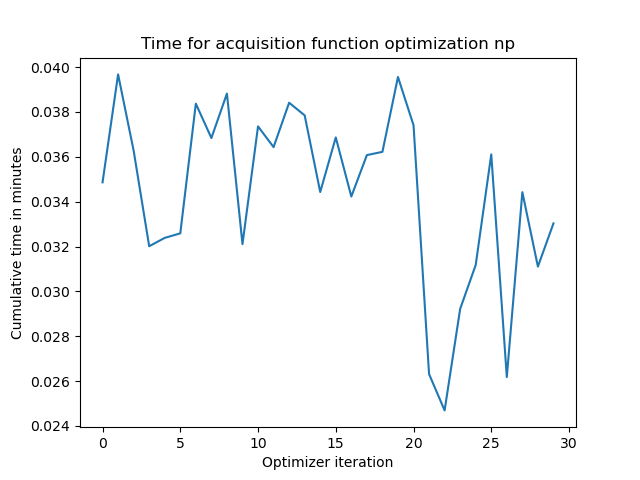 Time for acquisition function optimization np
Cumulative time in minutes
0.040
0.038
0.036
0.034
0.032
0.030
0.028
0.026
0.024
0 5 10 15 20 25 30
Optimizer iteration